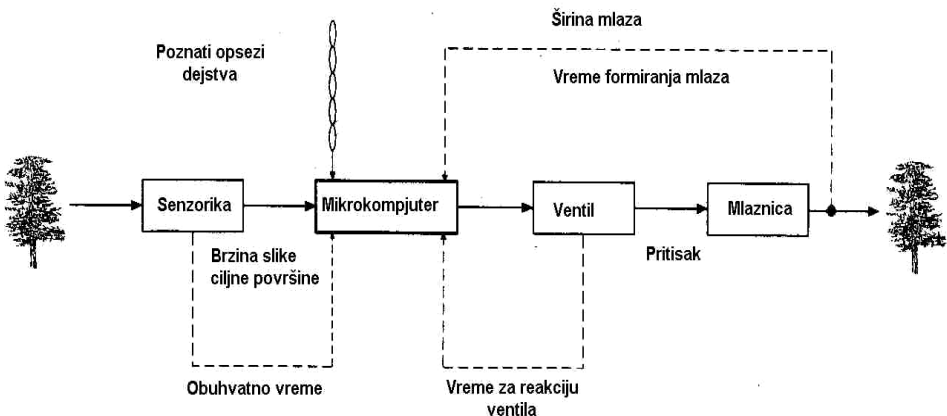 Širina mlaza
Poznati opsezi
dejstva
Vreme formiranja mlaza
Senzorika
Mikrokompjuter
Ventil
Mlaznica
Brzina slike
ciljne površine
Pritisak
Obuhvatno vreme
Vreme za reakciju
ventila